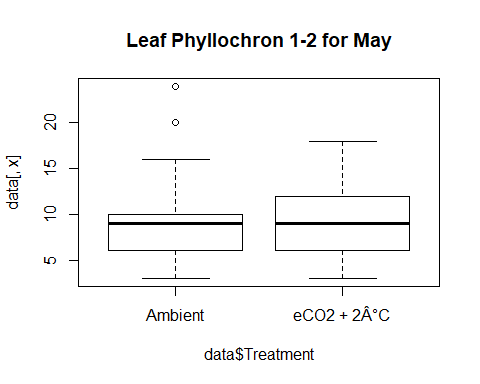 Leaf Phyllochron 1-2 for May
data[, x]
20
15
10
5
Ambient
eCO2 + 2Â°C
data$Treatment